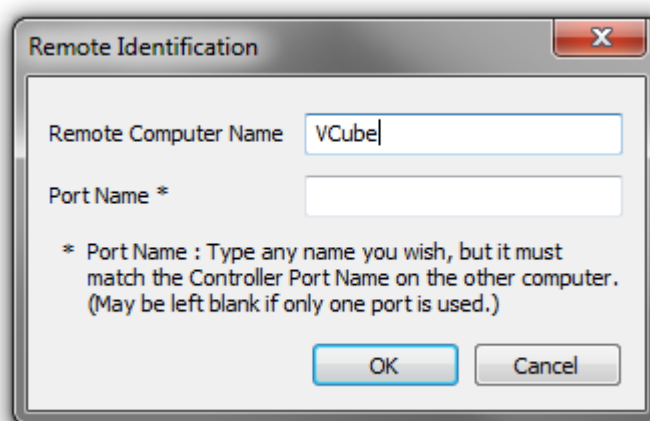 Remote Identification
Remote Computer Name VCube
Port Name *
* Port Name : Type any name you wish, but it must
match the Controller Port Name on the other computer.
(May be left blank if only one port is used.)
OK Cancel